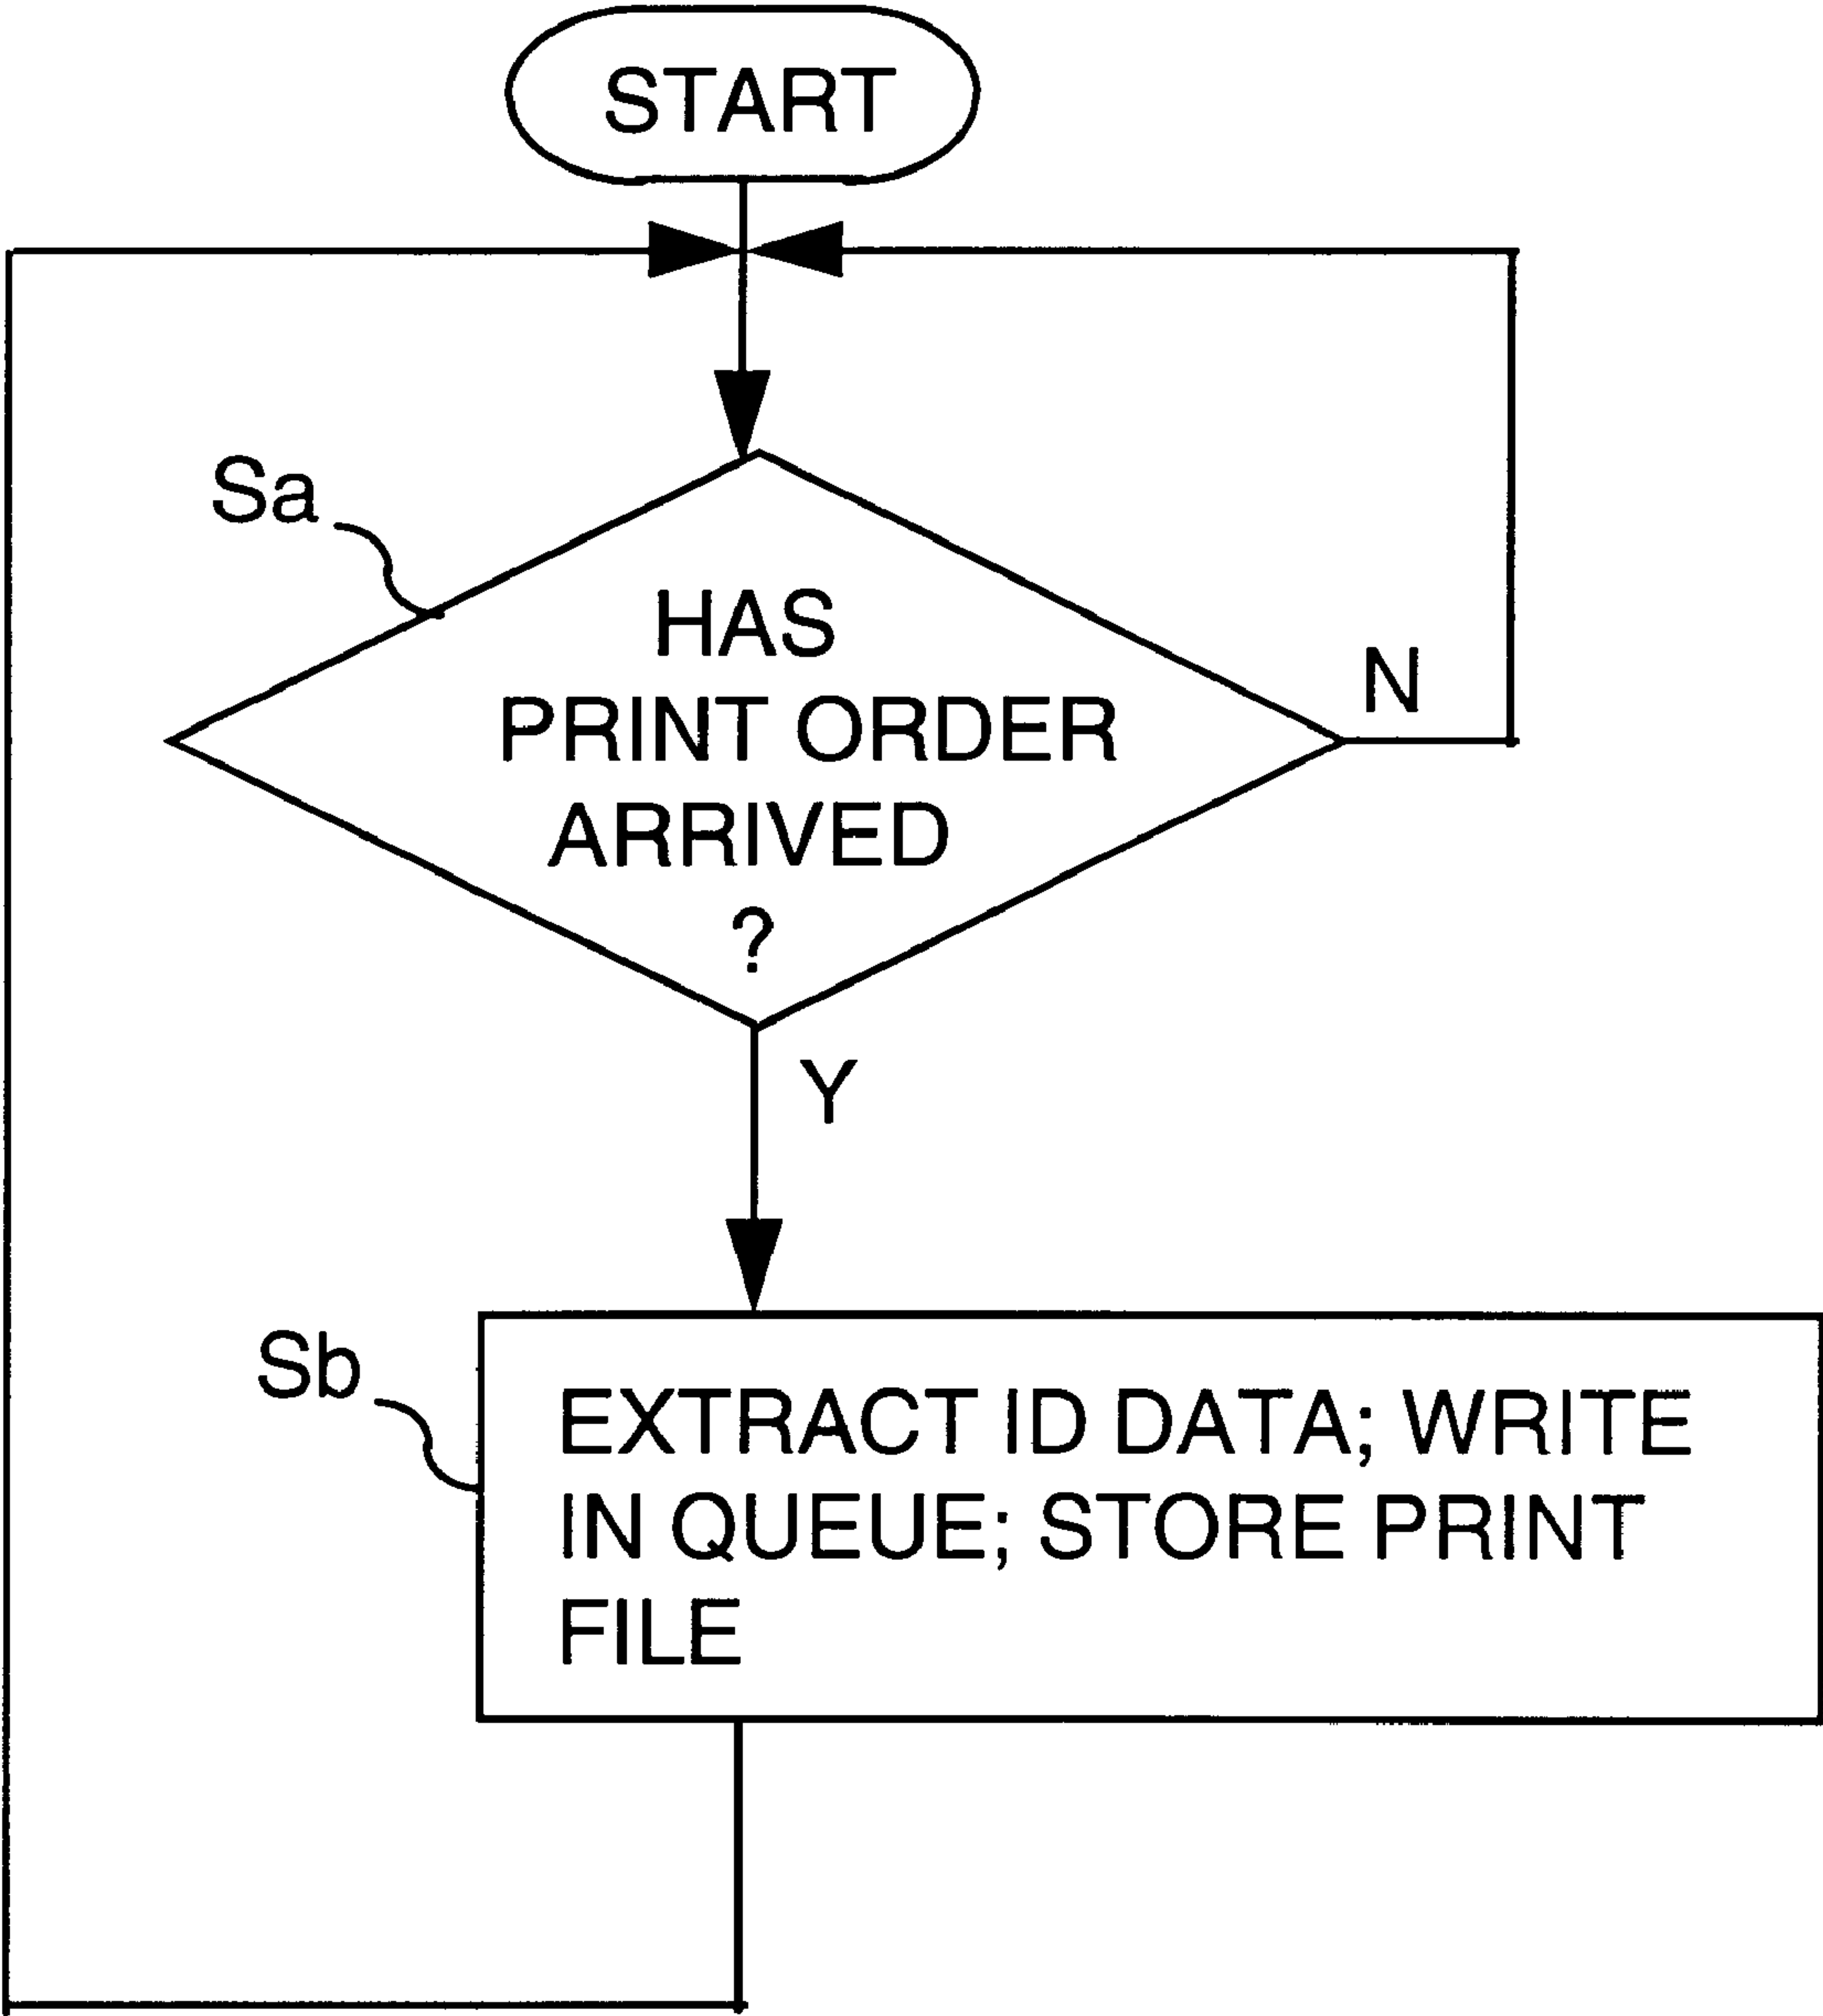 START
Sa
HAS
PRINT ORDER
ARRIVED
?
N
Y
Sb
EXTRACT ID DATA; WRITE
IN QUEUE; STORE PRINT
FILE